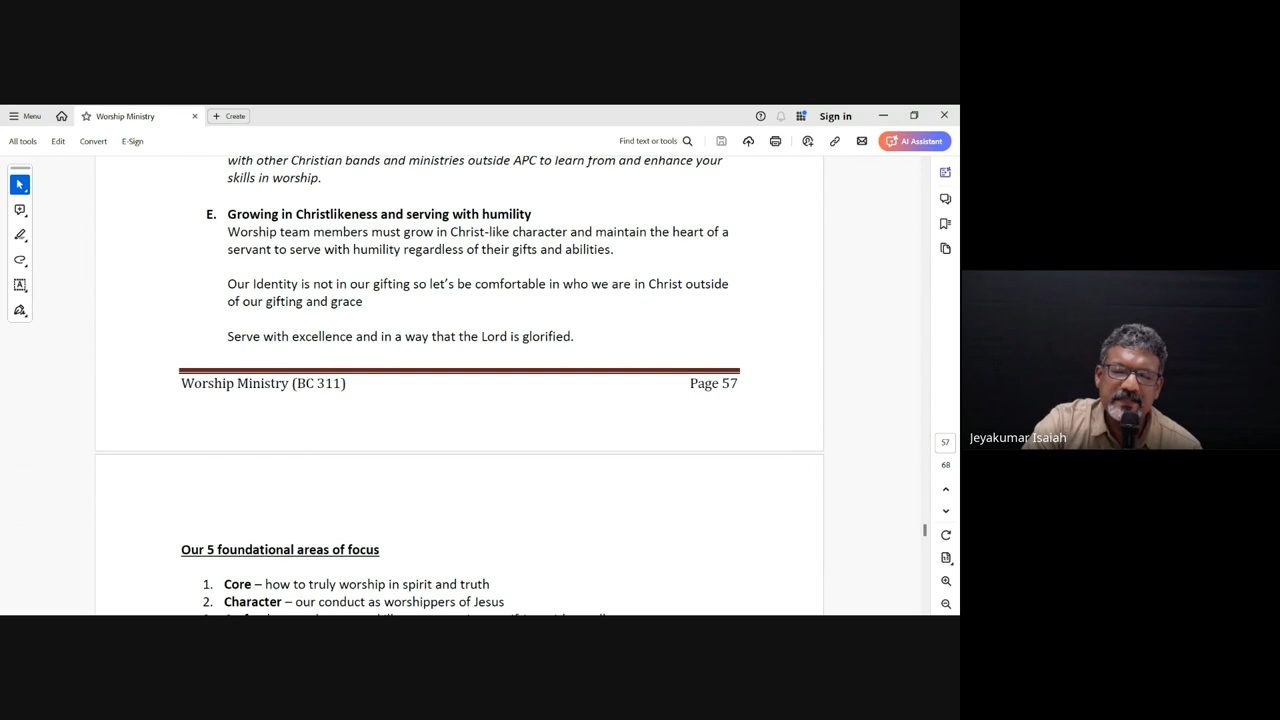 Menu
Worship Ministry
Create
Sign in
All tools
Edit
Convert
E-Sign
Find text or tools
AI Assistant
with other Christian bands and ministries outside APC to learn from and enhance your
skills in worship.
E. Growing in Christlikeness and serving with humility
Worship team members must grow in Christ-like character and maintain the heart of a
servant to serve with humility regardless of their gifts and abilities.
Our Identity is not in our gifting so let's be comfortable in who we are in Christ outside
of our gifting and grace
Serve with excellence and in a way that the Lord is glorified.
Worship Ministry (BC 311) Page 57
Our 5 foundational areas of focus
1. Core – how to truly worship in spirit and truth
2. Character – our conduct as worshippers of Jesus
57
68
Jeyakumar Isaiah